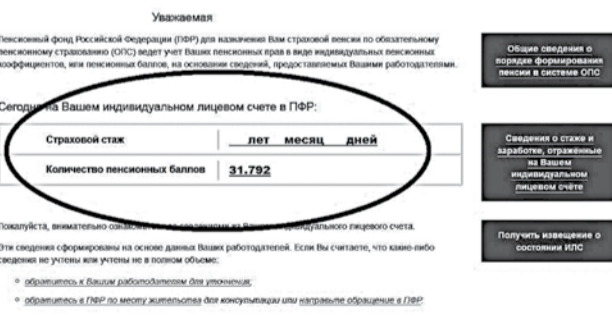 Уважаемая
Пенсионный фонд Российской Федерации (ПФР) для назначения Вам страховой пенсии по обязательному
пенсионному страхованию (ОПС) ведет учет Ваших пенсионных прав в виде индивидуальных пенсионных
коэффициентов, или пенсионных баллов, на основании сведений, предоставляемых Вашими работодателями.
Сегодня на Вашем индивидуальном лицевом счете в ПФР:
Страховой стаж лет месяц дней
Количество пенсионных баллов 31.792
Пожалуйста, внимательно лицевого счета.
Эти сведения сформированы на основе данных Ваших работодателей. Если Вы считаете, что какие-либо
сведения не учтены или учтены не в полном объеме:
обратитесь к Вашим работодателям для уточнения;
обратитесь в ПФР по месту жительства для консультации или направьте обращение в ПФР
Общие сведения о
порядке формирования
пенсии в системе ОПС
Сведения о стаже и
заработке, отражённые
на Вашем
индивидуальном
лицевом счёте
Получить извещение о
состоянии ИЛС